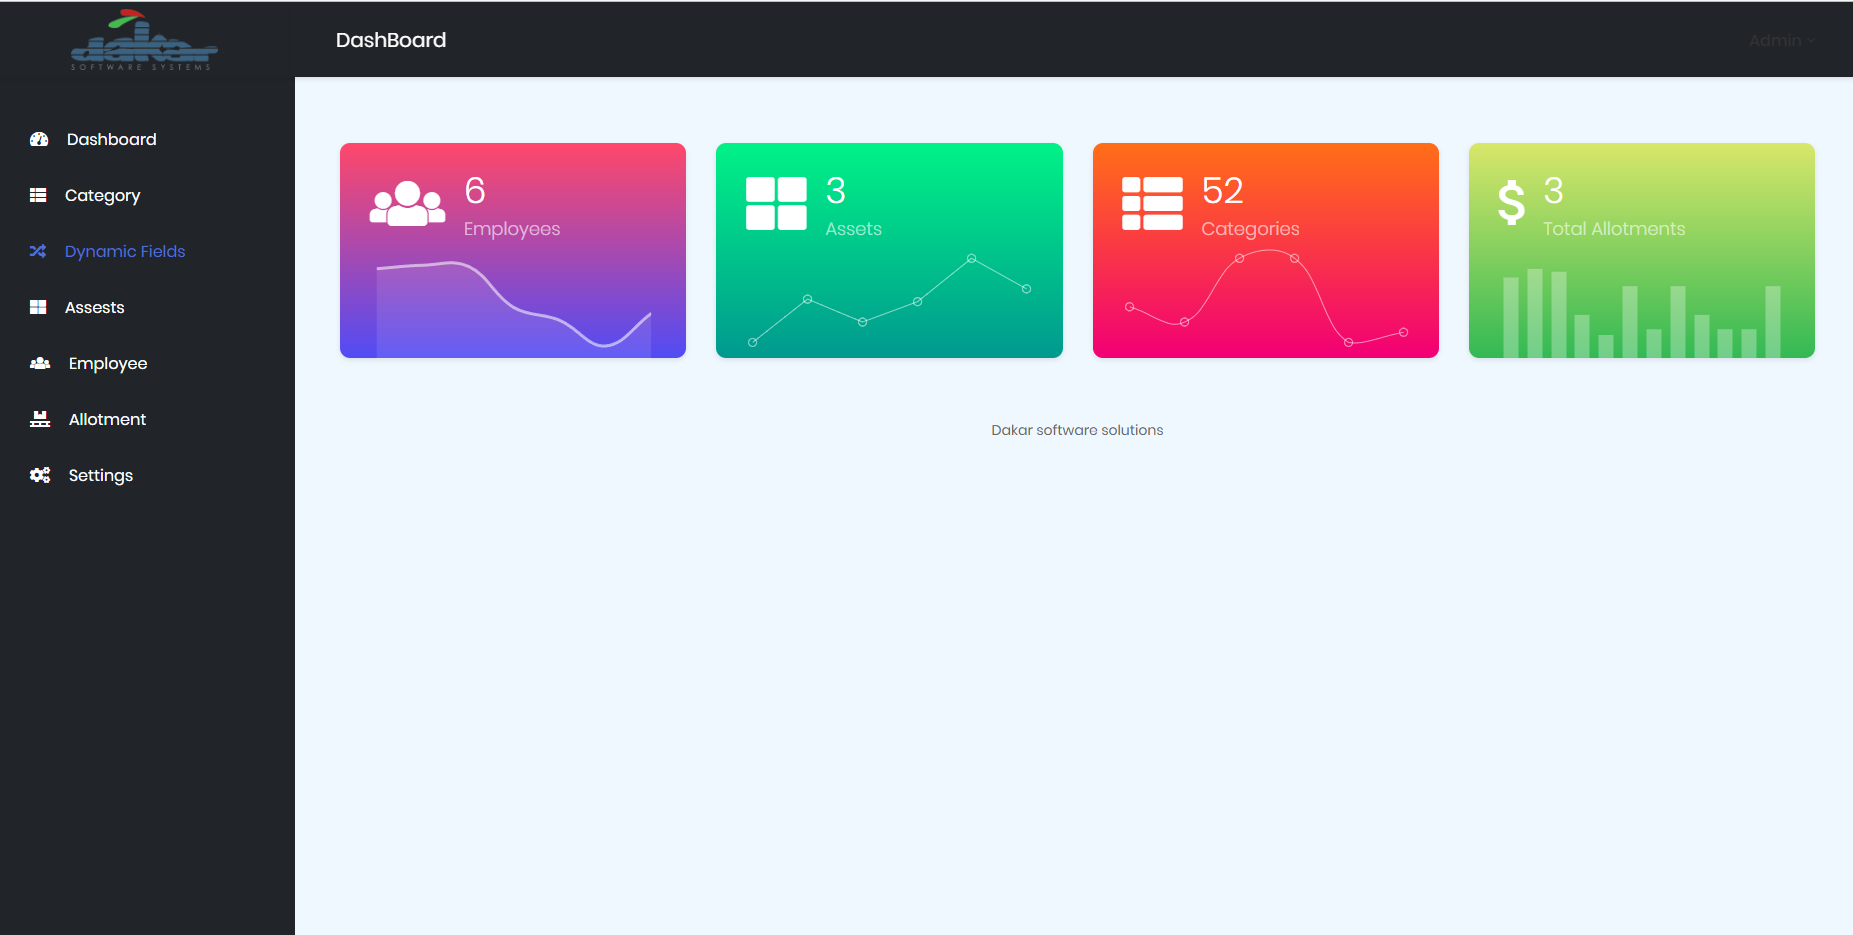 dakar
SOFTWARE SYSTEMS
DashBoard
Admin
Dashboard
Category
Dynamic Fields
Assests
Employee
Allotment
Settings
6
Employees
3
Assets
52
Categories
$
3
Total Allotments
Dakar software solutions